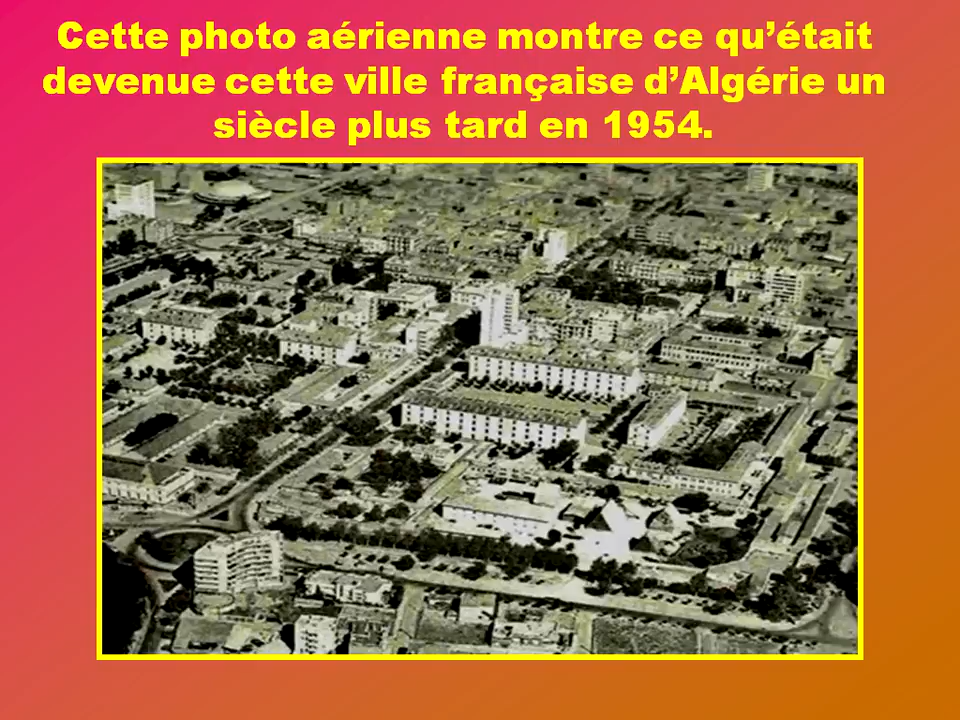 Cette photo aérienne montre ce qu’était
devenue cette ville française d’Algérie un
siècle plus tard en 1954.